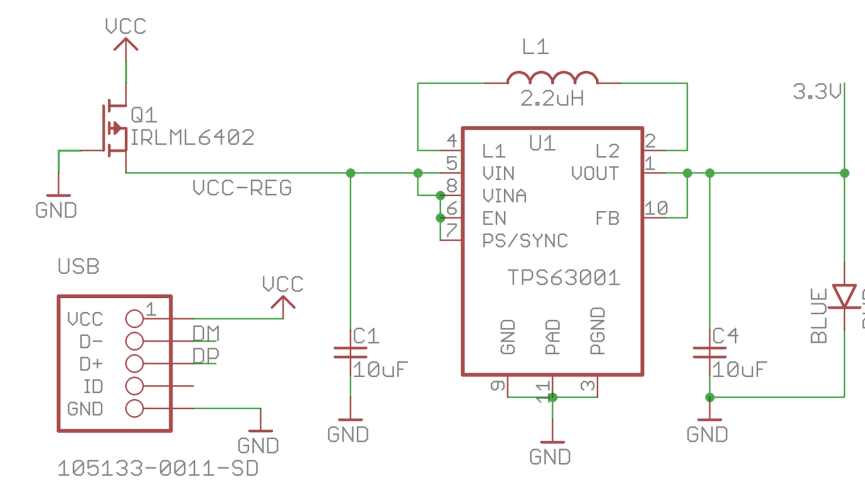 VCC
Q1
IRLML6402
GND
VCC-REG
L1
2.2uH
3.3V
4
5
8
6
7
L1
VIN
VINA
EN
PS/SYNC
U1
L2
VOUT
FB
2
1
10
TPS63001
GND
PAD
PGND
9
11
3
GND
USB
VCC
1
D-
D+
ID
GND
VCC
DM
DP
GND
105133-0011-SD
C1
10uF
GND
C4
10uF
GND
BLUE